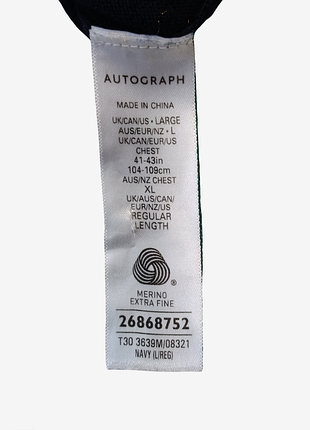 AUTOGRAPH
MADE IN CHINA
UK/CAN/US • LARGE
AUS/EUR/NZ • L
UK/CAN/EUR/US
CHEST
41-43in
104-109cm
AUS/NZ CHEST
XL
UK/AUS/CAN/
EUR/NZ/US
REGULAR
LENGTH
®
MERINO
EXTRA FINE
26868752
T30 3639M/08321
NAVY (L/REG)